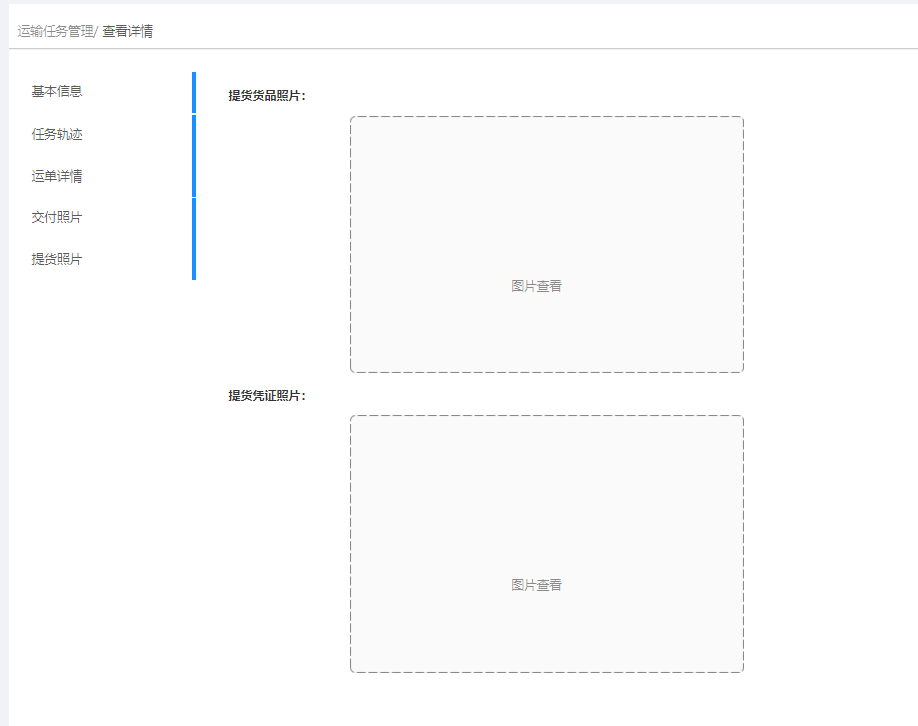 运输任务管理/ 查看详情
基本信息
任务轨迹
运单详情
交付照片
提货照片
提货货品照片：
图片查看
提货凭证照片：
图片查看